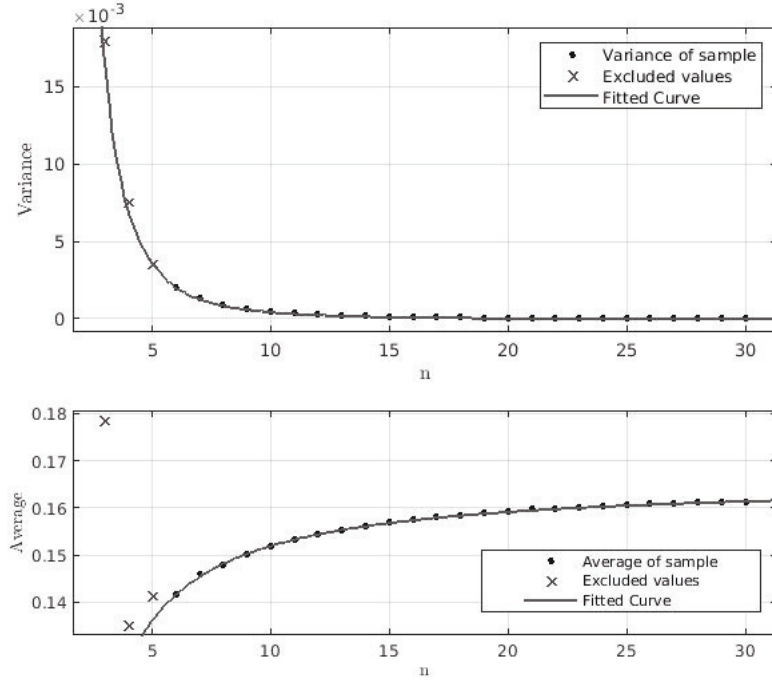 ×10⁻³
15
10
5
0
Variance
Variance of sample
Excluded values
Fitted Curve
5 10 15 20 25 30
n
0.18
0.17
0.16
0.15
0.14
Average
Average of sample
Excluded values
Fitted Curve
5 10 15 20 25 30
n